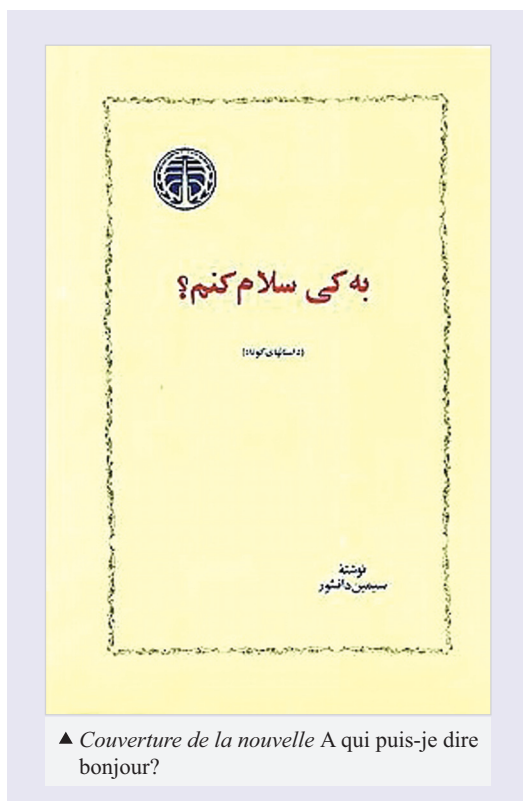 به کی سلام کنم؟
(داستانهای کوتاه)
نوشتهٔ
سیمین دانشور
▲ Couverture de la nouvelle A qui puis-je dire
bonjour?